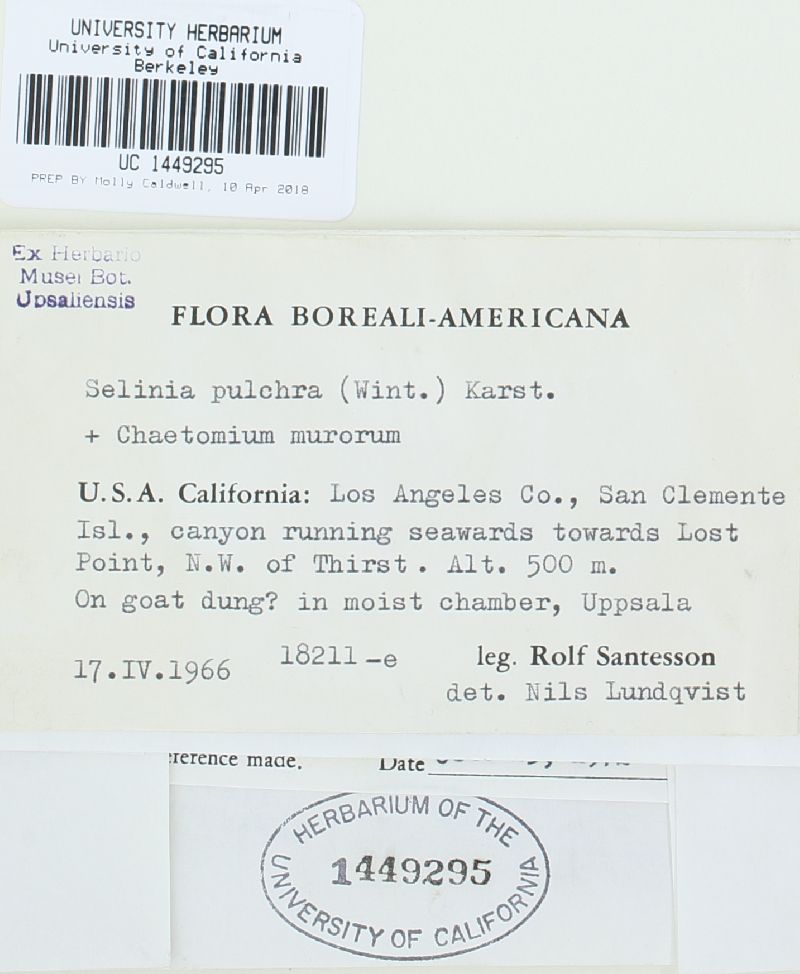 UNIVERSITY HERBARIUM
University of California
Berkeley
UC 1449295
PREP BY Molly Caldwell, 10 Apr 2018
Ex Herbario
Musei Bot.
Upsaliensis
FLORA BOREALI-AMERICANA
Selinia pulchra (Wint.) Karst.
+ Chaetomium murorum
U.S.A. California: Los Angeles Co., San Clemente
Isl., canyon running seawards towards Lost
Point, N.W. of Thirst. Alt. 500 m.
On goat dung? in moist chamber, Uppsala
17.IV.1966 18211-e leg. Rolf Santesson
det. Nils Lundqvist
made. Date
HERBARIUM OF THE
1449295
UNIVERSITY OF CALIFORNIA